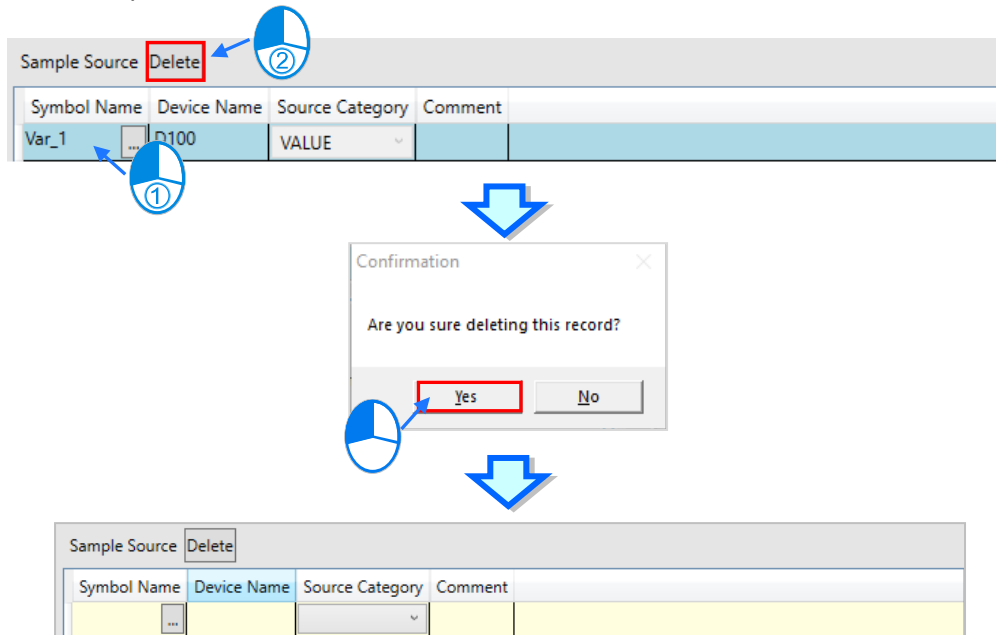 Sample Source Delete
②
Symbol Name Device Name Source Category Comment
Var_1 ... D100 VALUE
①
Confirmation
Are you sure deleting this record?
Yes No
Sample Source Delete
Symbol Name Device Name Source Category Comment
...